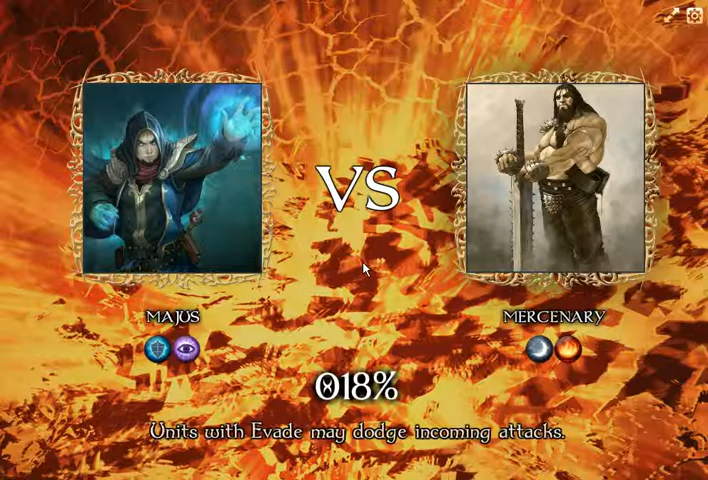 VS
MAJUS
MERCENARY
018%
Units with Evade may dodge incoming attacks.